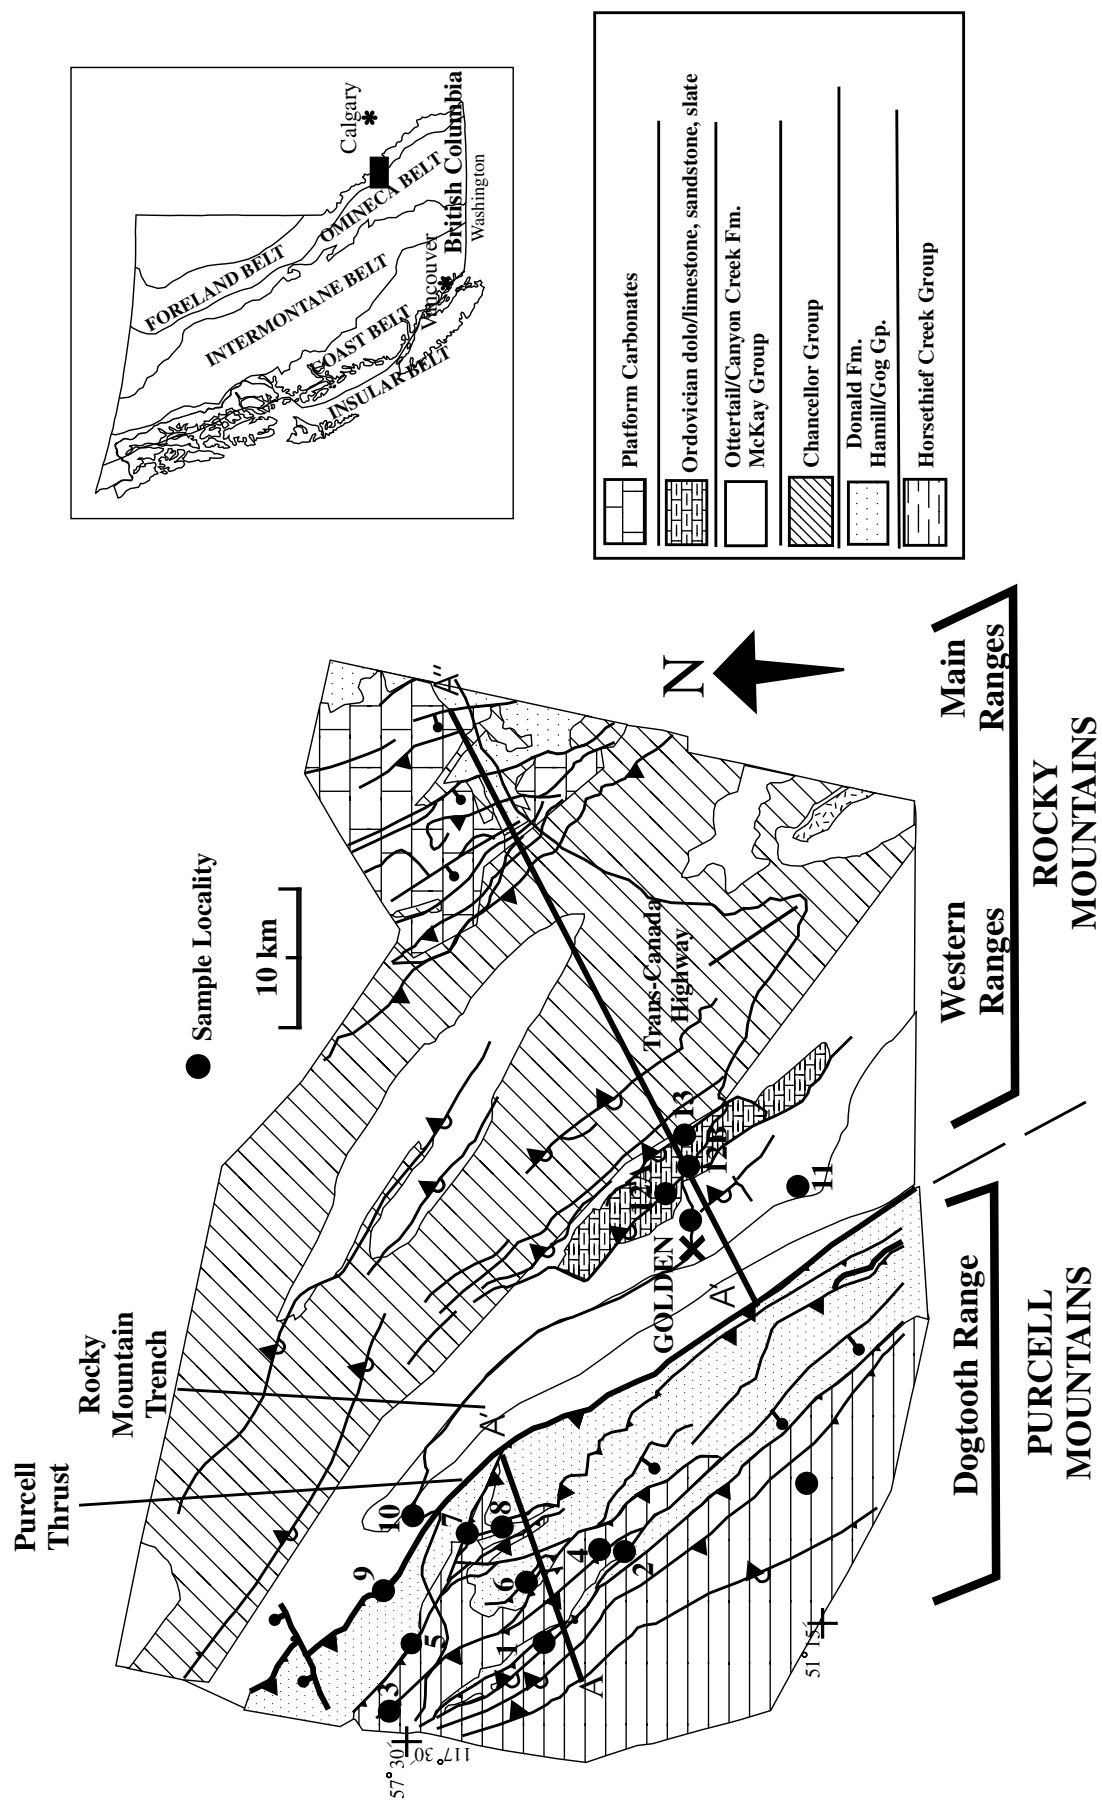 Calgary
*
FORELAND BELT
OMINECA BELT
INTERMONTANE BELT
COAST BELT
INSULAR BELT
Vancouver
*
British Columbia
Washington
Platform Carbonates
Ordovician dolo/limestone, sandstone, slate
Ottertail/Canyon Creek Fm.
McKay Group
Chancellor Group
Donald Fm.
Hamill/Gog Gp.
Horsethief Creek Group
Purcell
Thrust
Rocky
Mountain
Trench
Sample Locality
10 km
N
A''
Trans-Canada
Highway
GOLDEN
A'
A'
A
1
2
3
4
5
6
7
8
9
10
11
12A
12B
13
57°30'
117°30'
51°15'
Dogtooth Range
PURCELL
MOUNTAINS
Western
Ranges
Main
Ranges
ROCKY
MOUNTAINS